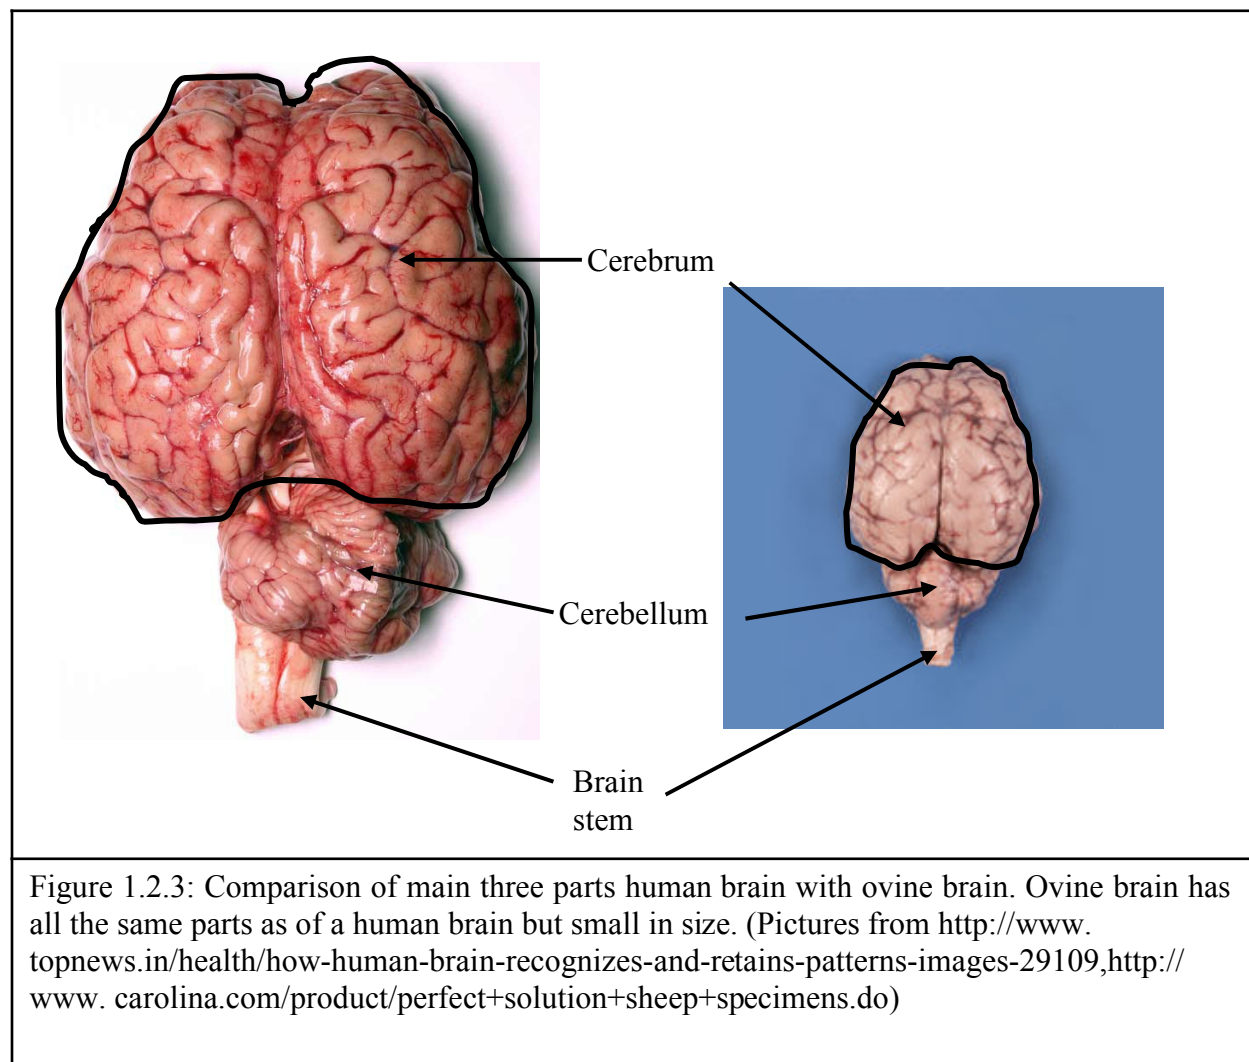 Cerebrum
Cerebellum
Brain
stem
Figure 1.2.3: Comparison of main three parts human brain with ovine brain. Ovine brain has
all the same parts as of a human brain but small in size. (Pictures from http://www.
topnews.in/health/how-human-brain-recognizes-and-retains-patterns-images-29109,http://
www. carolina.com/product/perfect+solution+sheep+specimens.do)